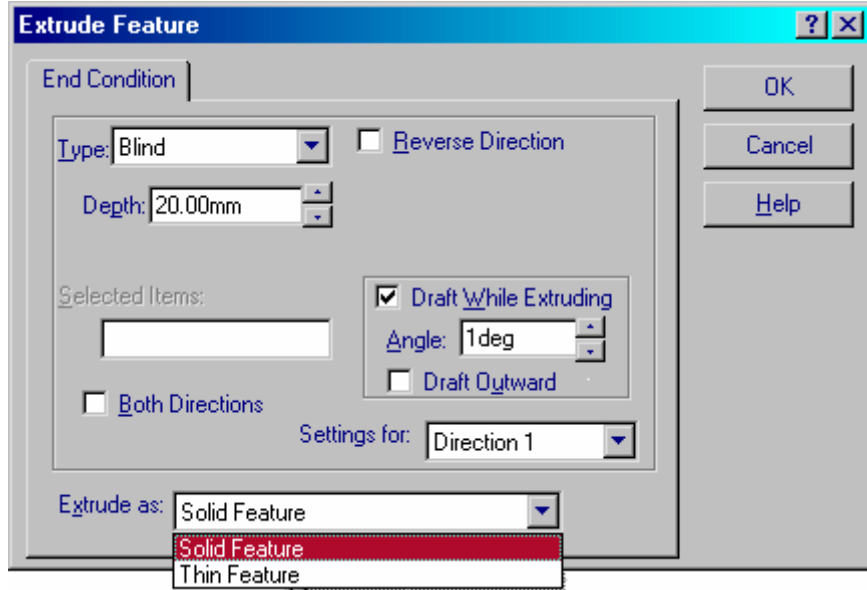 Extrude Feature
End Condition
OK
Type: Blind
Reverse Direction
Cancel
Depth: 20.00mm
Help
Selected Items:
Draft While Extruding
Angle: 1deg
Draft Outward
Both Directions
Settings for: Direction 1
Extrude as: Solid Feature
Solid Feature
Thin Feature